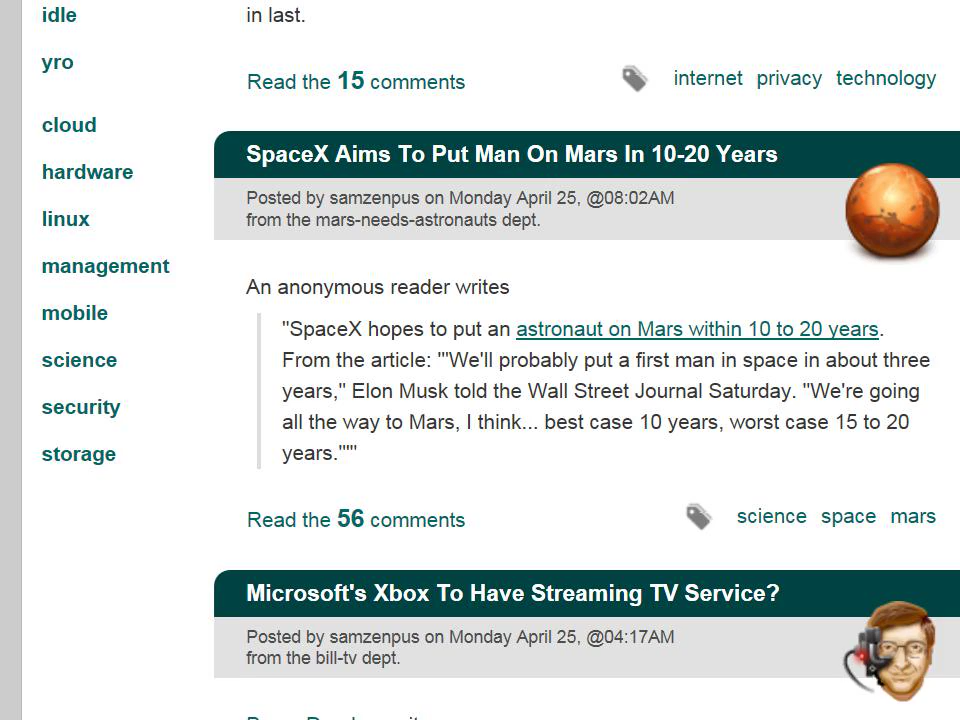 idle
yro
cloud
hardware
linux
management
mobile
science
security
storage
in last.
Read the 15 comments
internet privacy technology
SpaceX Aims To Put Man On Mars In 10-20 Years
Posted by samzenpus on Monday April 25, @08:02AM
from the mars-needs-astronauts dept.
An anonymous reader writes
"SpaceX hopes to put an astronaut on Mars within 10 to 20 years.
From the article: "'We'll probably put a first man in space in about three
years," Elon Musk told the Wall Street Journal Saturday. "We're going
all the way to Mars, I think... best case 10 years, worst case 15 to 20
years."'"
Read the 56 comments
science space mars
Microsoft's Xbox To Have Streaming TV Service?
Posted by samzenpus on Monday April 25, @04:17AM
from the bill-tv dept.